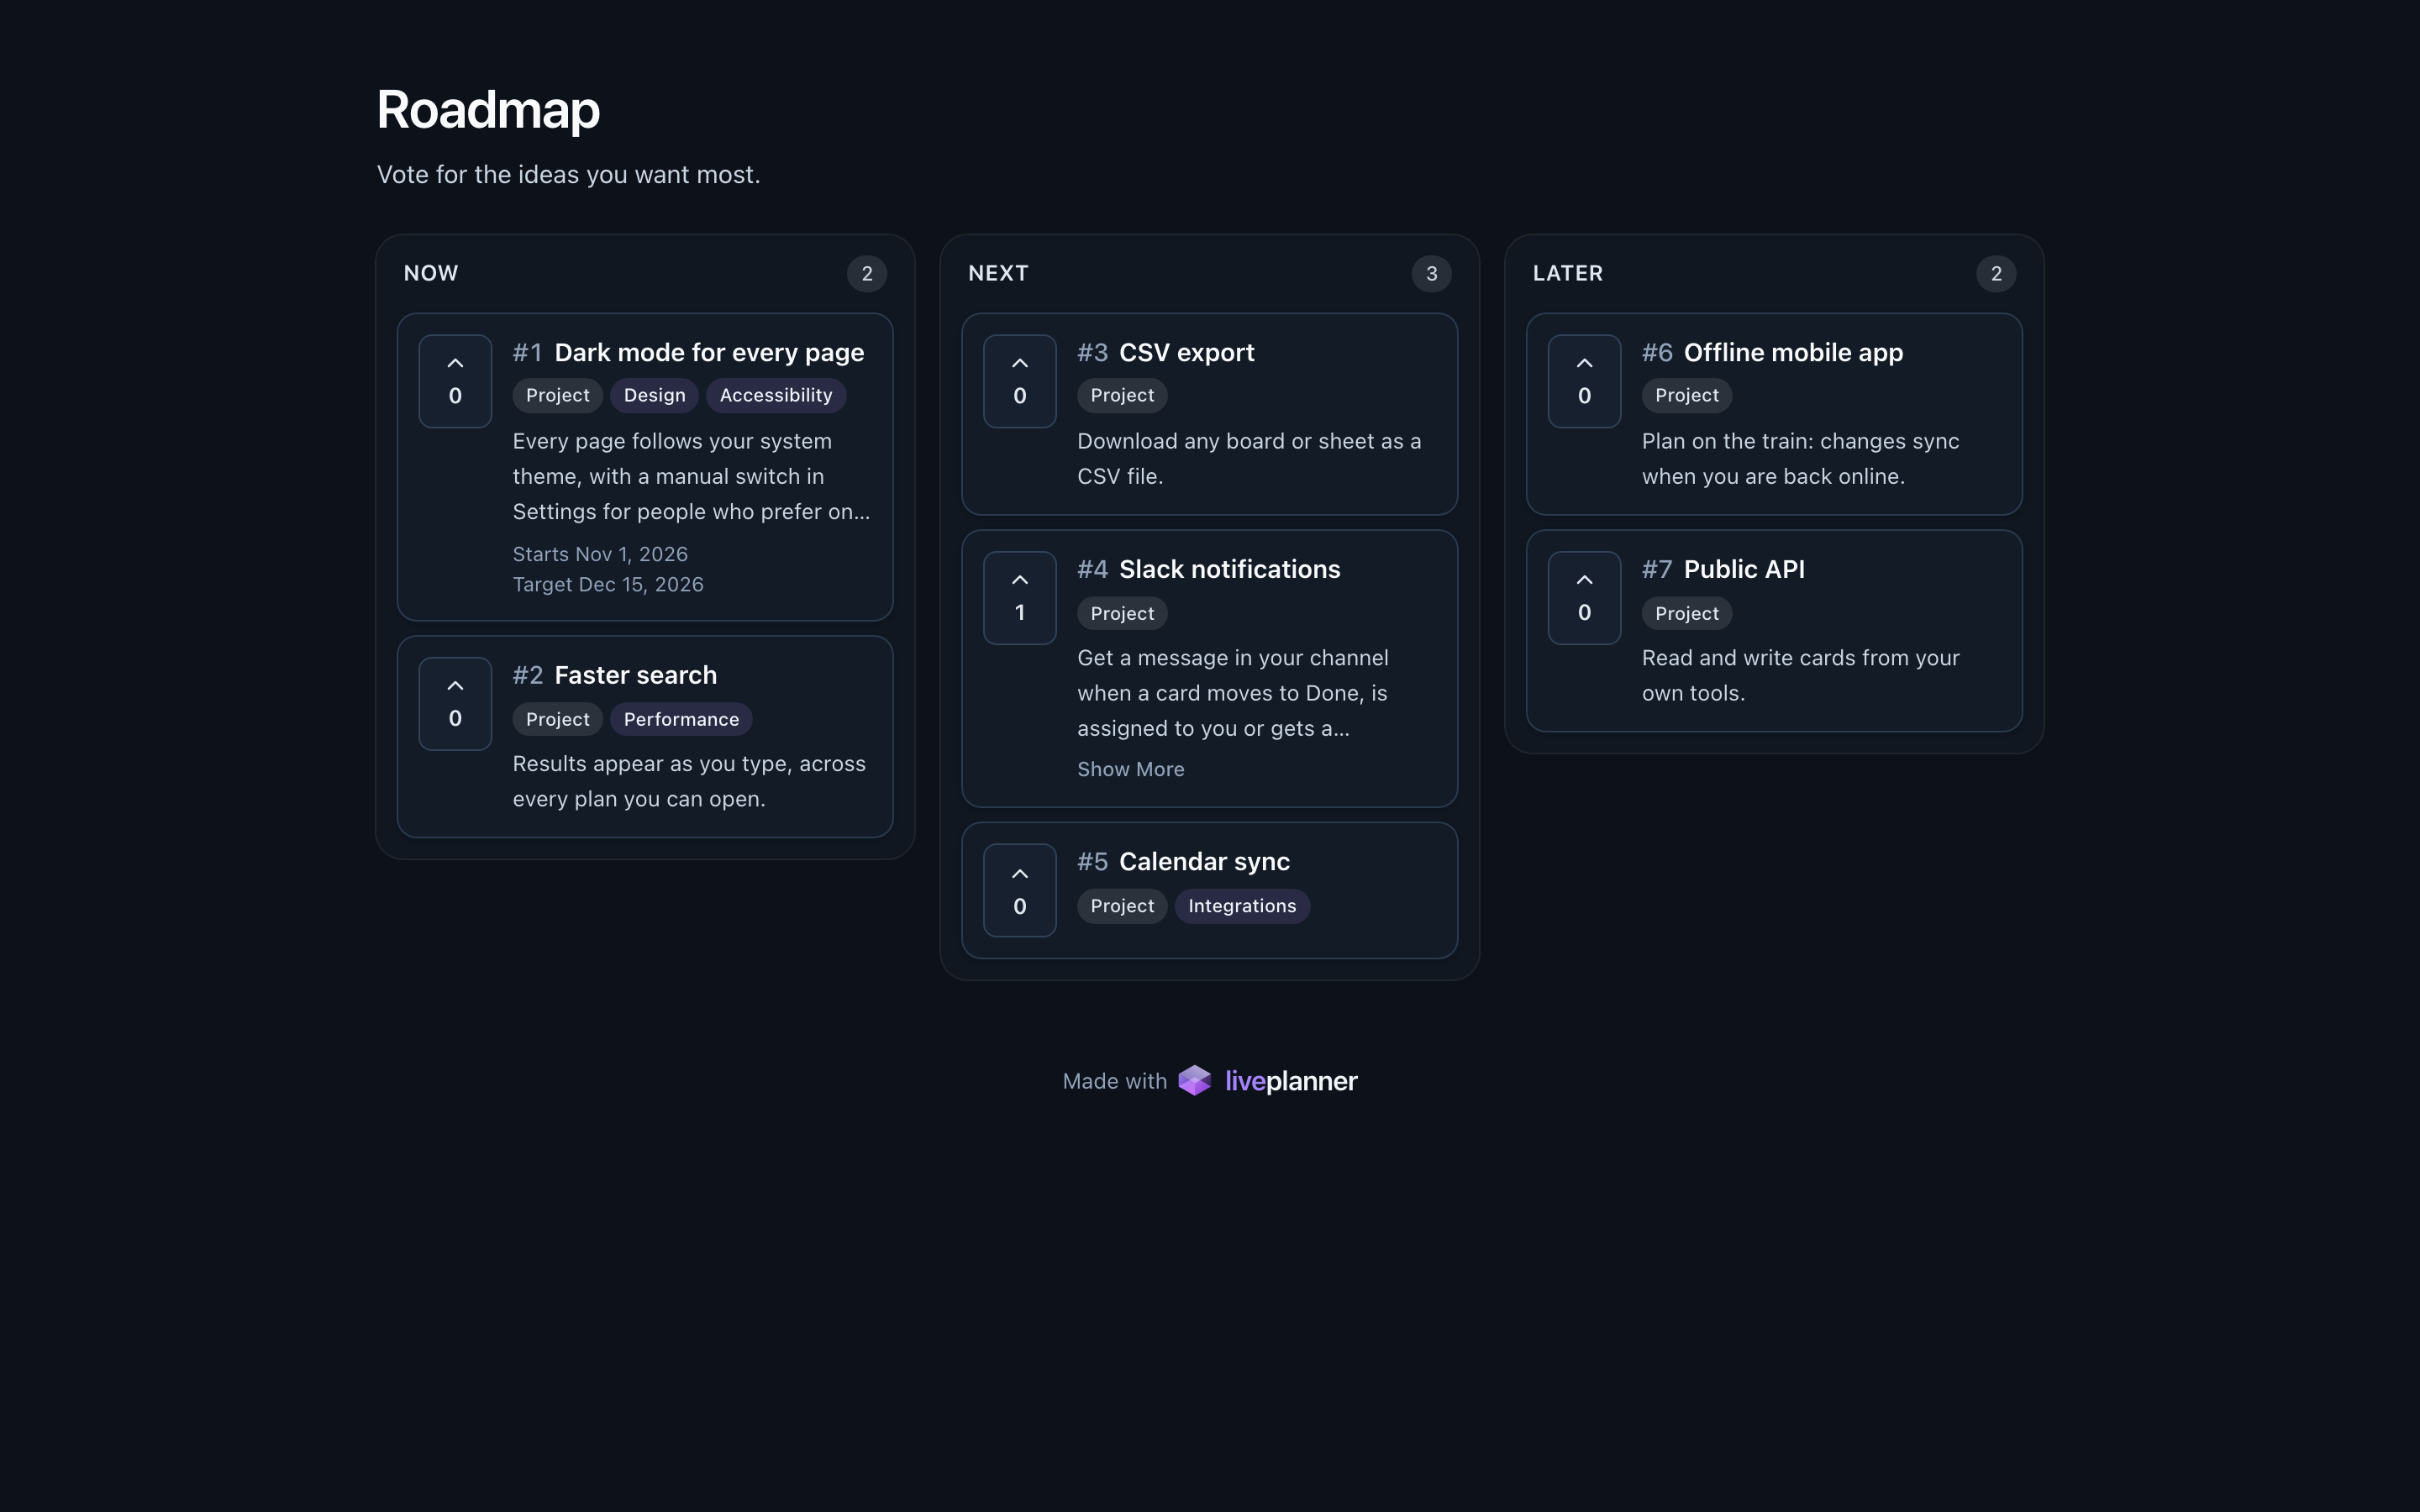 Roadmap
Vote for the ideas you want most.
NOW
2
0
#1 Dark mode for every page
Project Design Accessibility
Every page follows your system
theme, with a manual switch in
Settings for people who prefer on…
Starts Nov 1, 2026
Target Dec 15, 2026
0
#2 Faster search
Project Performance
Results appear as you type, across
every plan you can open.
NEXT
3
0
#3 CSV export
Project
Download any board or sheet as a
CSV file.
1
#4 Slack notifications
Project
Get a message in your channel
when a card moves to Done, is
assigned to you or gets a…
Show More
0
#5 Calendar sync
Project Integrations
LATER
2
0
#6 Offline mobile app
Project
Plan on the train: changes sync
when you are back online.
0
#7 Public API
Project
Read and write cards from your
own tools.
Made with liveplanner